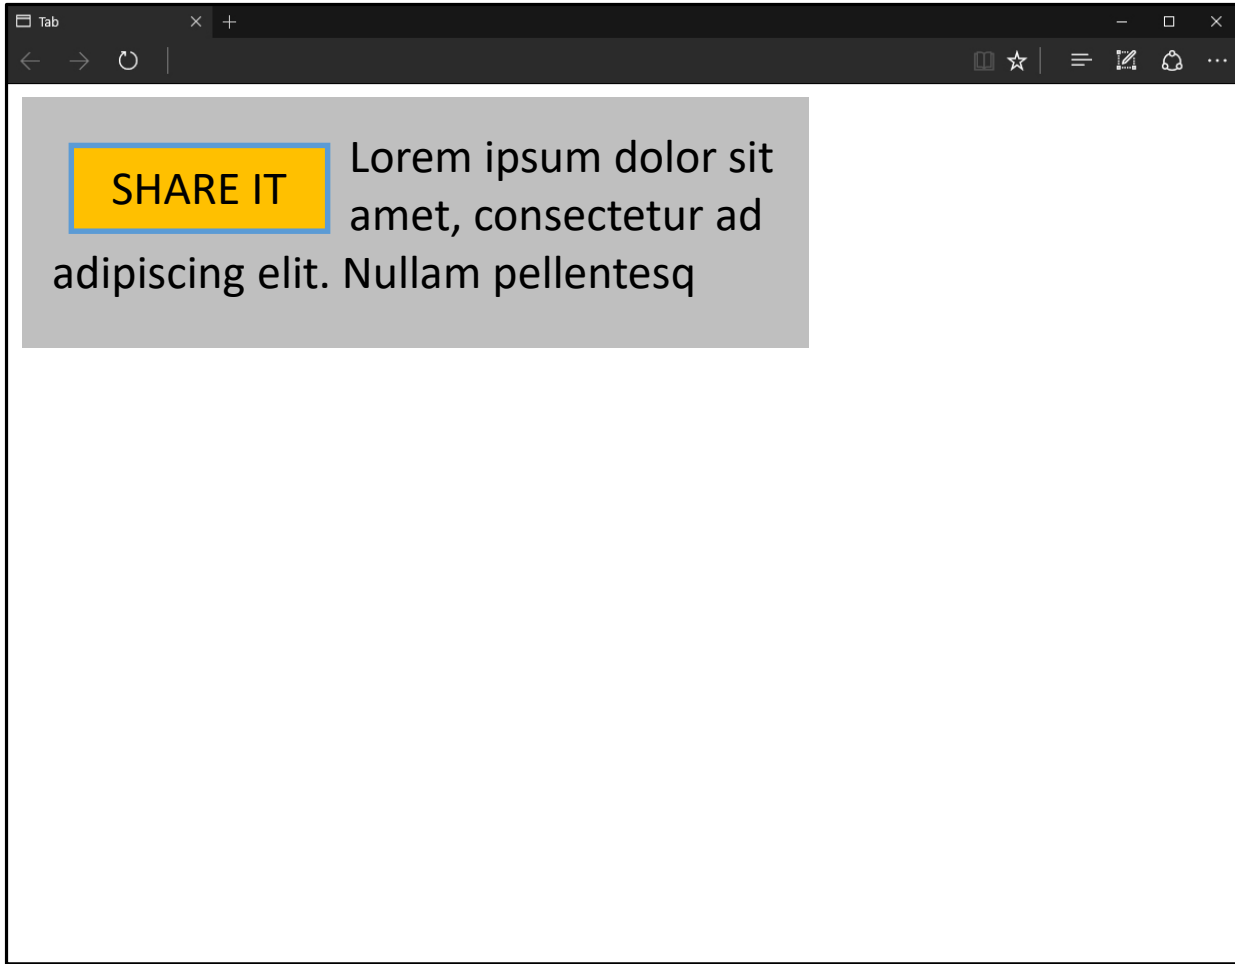 Tab
SHARE IT
Lorem ipsum dolor sit
amet, consectetur ad
adipiscing elit. Nullam pellentesq